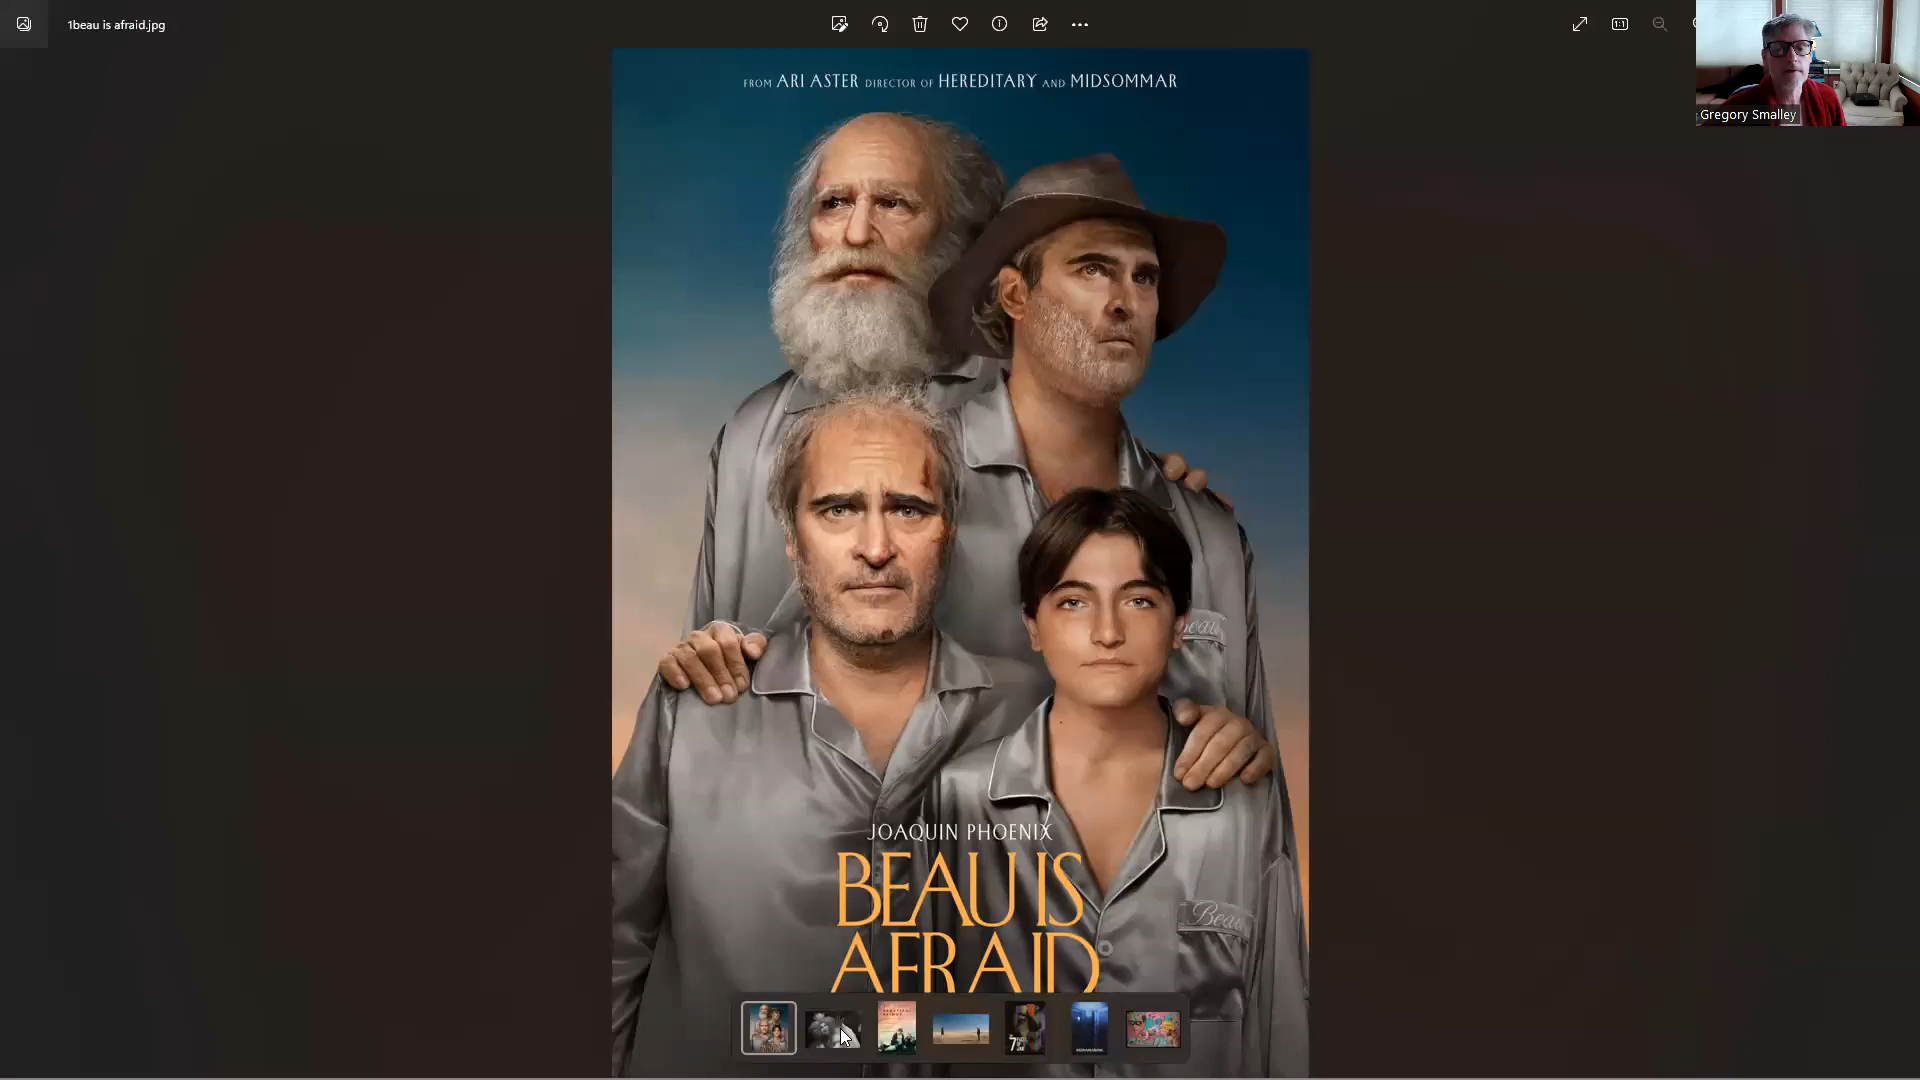 1beau is afraid.jpg
Gregory Smalley
FROM ARI ASTER DIRECTOR OF HEREDITARY AND MIDSOMMAR
Beau
JOAQUIN PHOENIX
BEAU IS
AFRAID
Beau